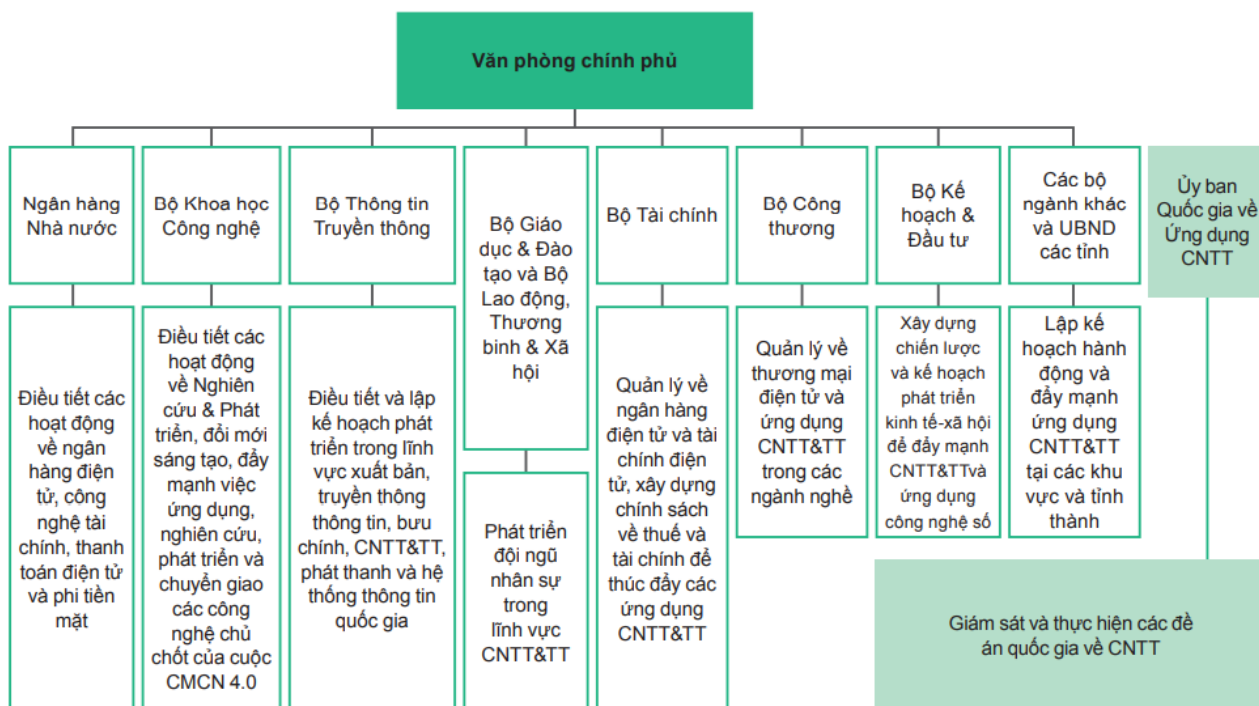 Văn phòng chính phủ
Ngân hàng
Nhà nước
Bộ Khoa học
Công nghệ
Bộ Thông tin
Truyền thông
Bộ Giáo
dục & Đào
tạo và Bộ
Lao động,
Thương
binh & Xã
hội
Bộ Tài chính
Bộ Công
thương
Bộ Kế
hoạch &
Đầu tư
Các bộ
ngành khác
và UBND
các tỉnh
Ủy ban
Quốc gia về
Ứng dụng
CNTT
Điều tiết các
hoạt động
về ngân
hàng điện
tử, công
nghệ tài
chính, thanh
toán điện tử
và phi tiền
mặt
Điều tiết các
hoạt động
về Nghiên
cứu & Phát
triển, đổi mới
sáng tạo, đẩy
mạnh việc
ứng dụng,
nghiên cứu,
phát triển và
chuyển giao
các công
nghệ chủ
chốt của cuộc
CMCN 4.0
Điều tiết và lập
kế hoạch phát
triển trong lĩnh
vực xuất bản,
truyền thông
thông tin, bưu
chính, CNTT&TT,
phát thanh và hệ
thống thông tin
quốc gia
Phát triển
đội ngũ
nhân sự
trong
lĩnh vực
CNTT&TT
Quản lý về
ngân hàng
điện tử và tài
chính điện
tử, xây dựng
chính sách
về thuế và
tài chính để
thúc đẩy các
ứng dụng
CNTT&TT
Quản lý về
thương mại
điện tử và
ứng dụng
CNTT&TT
trong các
ngành nghề
Xây dựng
chiến lược
và kế hoạch
phát triển
kinh tế-xã hội
để đẩy mạnh
CNTT&TTvà
ứng dụng
công nghệ số
Lập kế
hoạch hành
động và
đẩy mạnh
ứng dụng
CNTT&TT
tại các khu
vực và tỉnh
thành
Giám sát và thực hiện các đề
án quốc gia về CNTT